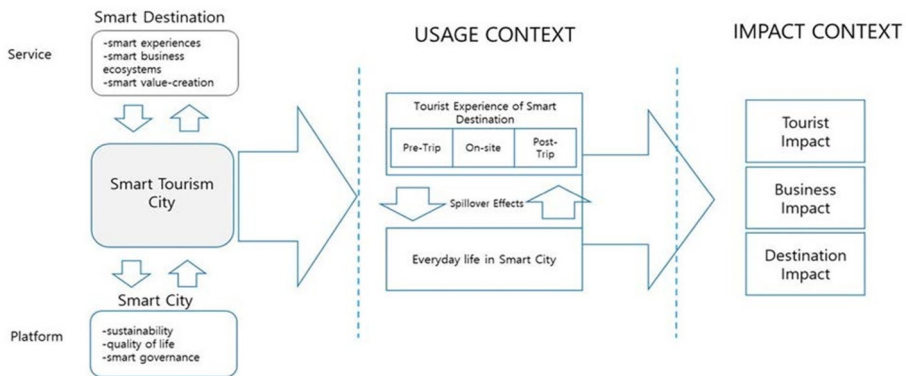 Smart Destination
Service
-smart experiences
-smart business
ecosystems
-smart value-creation
Smart Tourism
City
Smart City
Platform
-sustainability
-quality of life
-smart governance
USAGE CONTEXT
Tourist Experience of Smart
Destination
Pre-Trip
On-site
Post-
Trip
Spillover Effects
Everyday life in Smart City
IMPACT CONTEXT
Tourist
Impact
Business
Impact
Destination
Impact